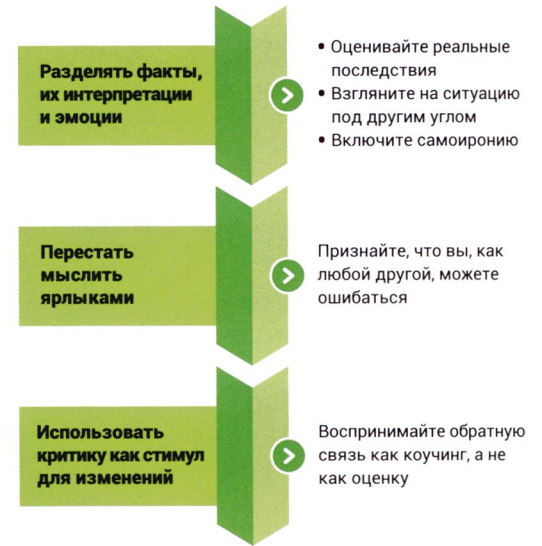 Разделять факты,
их интерпретации
и эмоции
• Оценивайте реальные
последствия
• Взгляните на ситуацию
под другим углом
• Включите самоиронию
Перестать
мыслить
ярлыками
Признайте, что вы, как
любой другой, можете
ошибаться
Использовать
критику как стимул
для изменений
Воспринимайте обратную
связь как коучинг, а не
как оценку